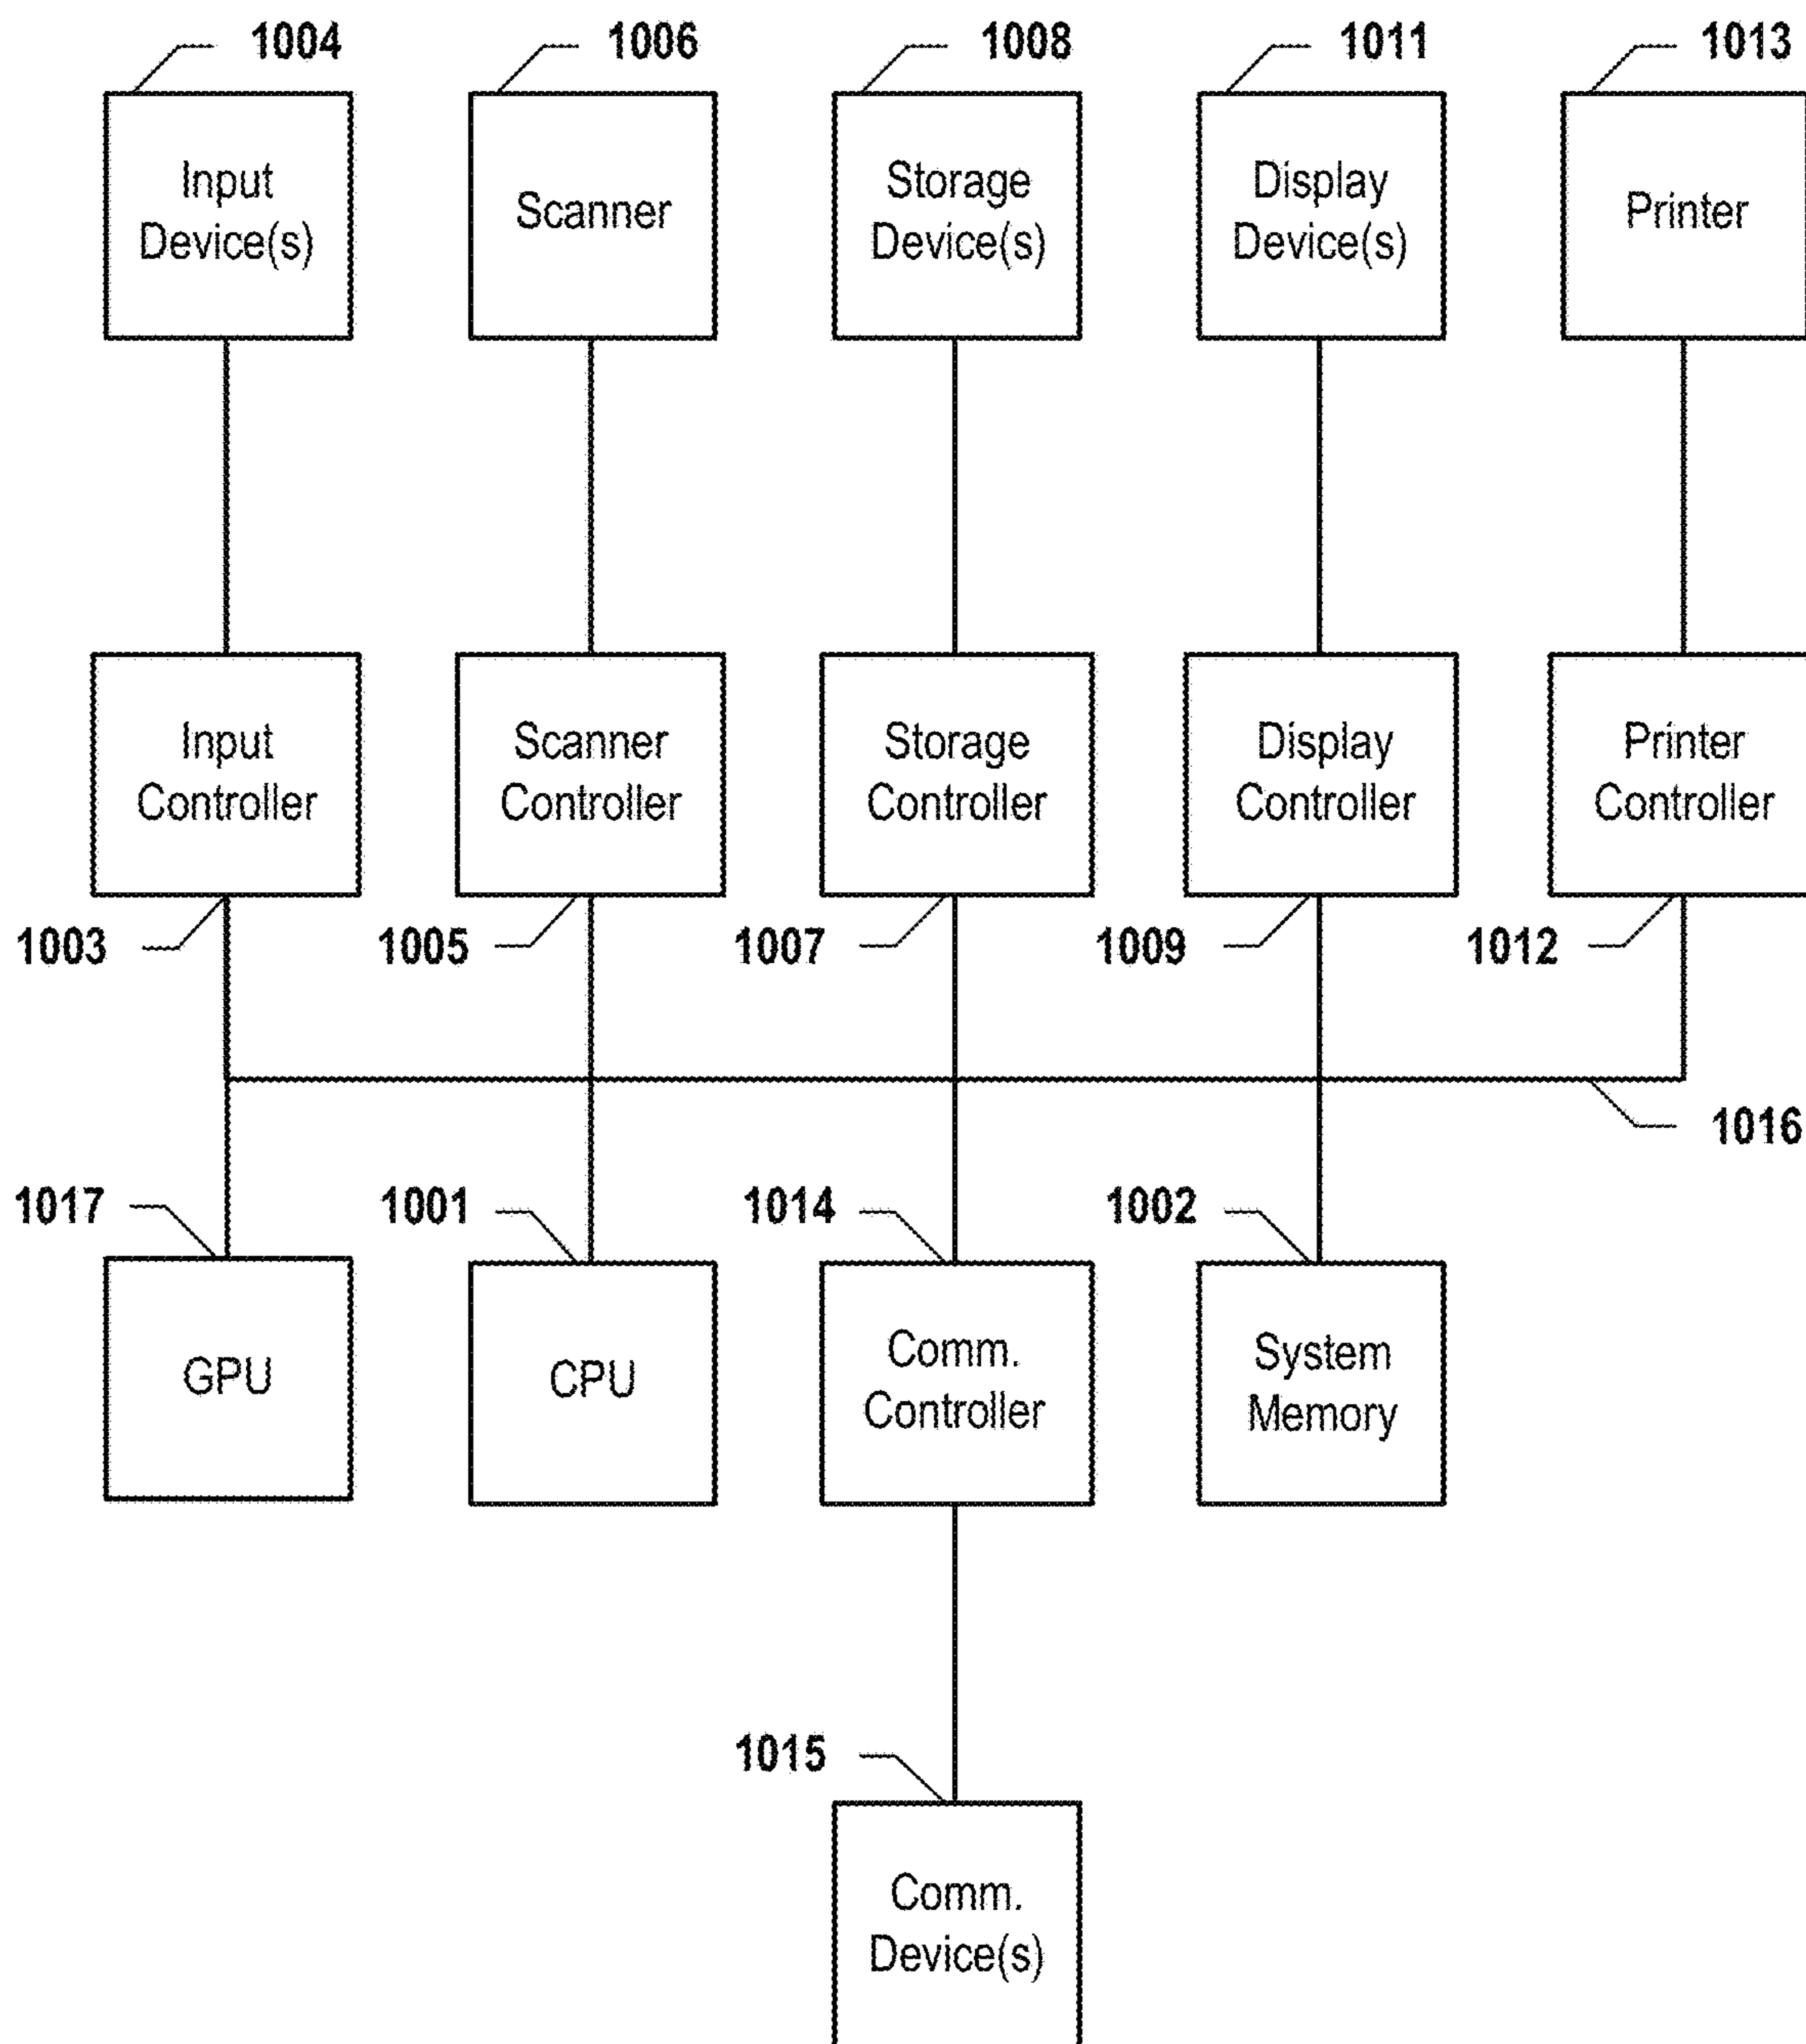 1004
1006
1008
1011
1013
Input
Device(s)
Scanner
Storage
Device(s)
Display
Device(s)
Printer
Input
Controller
Scanner
Controller
Storage
Controller
Display
Controller
Printer
Controller
1003
1005
1007
1009
1012
1016
1017
1001
1014
1002
GPU
CPU
Comm.
Controller
System
Memory
1015
Comm.
Device(s)